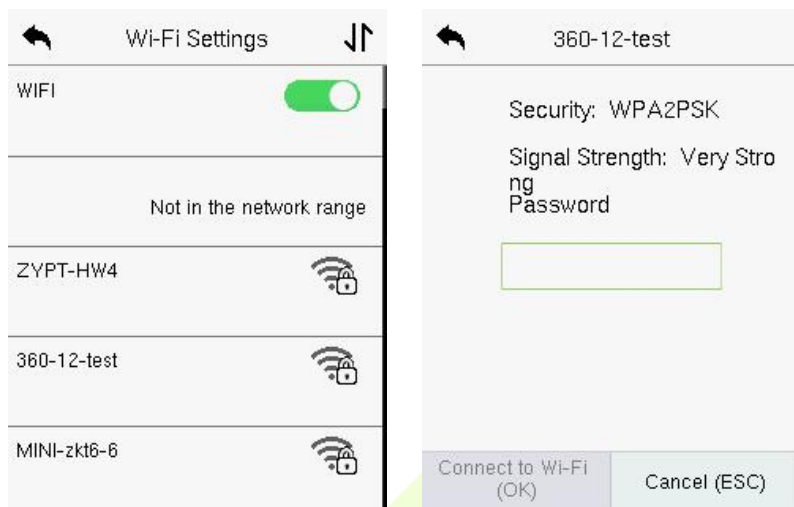 Wi-Fi Settings
WIFI
Not in the network range
ZYPT-HW4
360-12-test
MINI-zkt6-6
360-12-test
Security: WPA2PSK
Signal Strength: Very Stro
ng
Password
Connect to Wi-Fi
(OK)
Cancel (ESC)